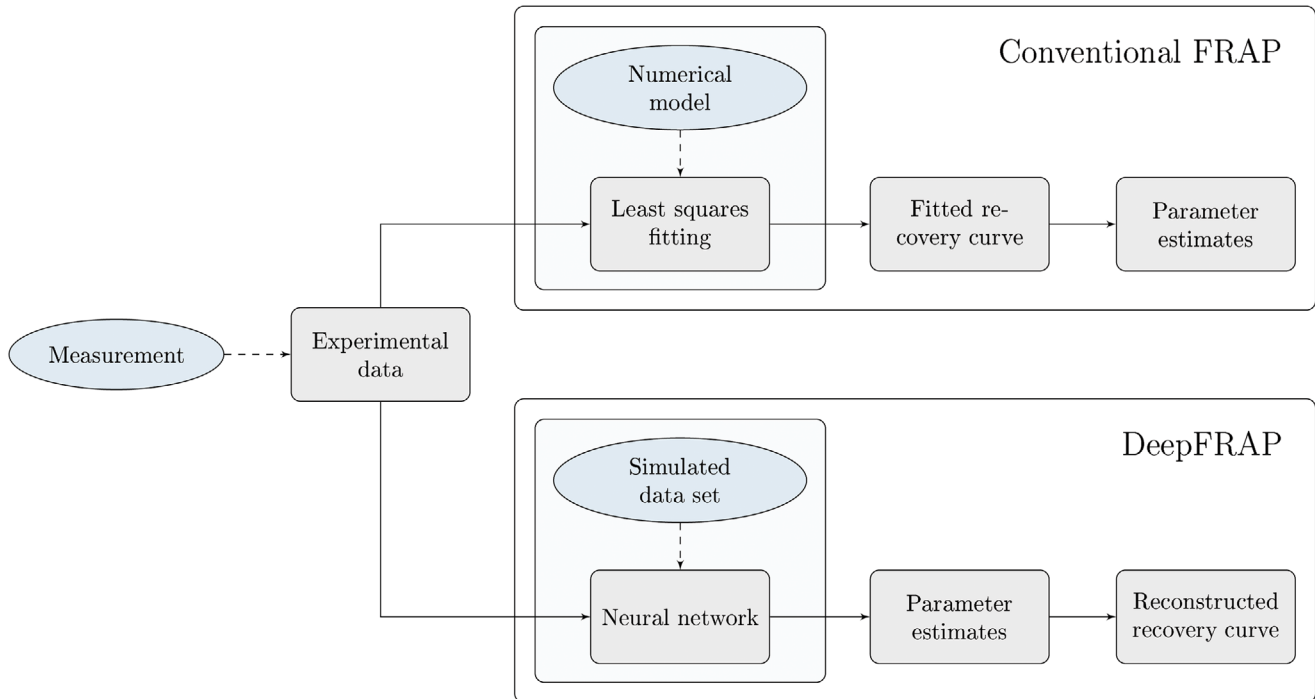 Conventional FRAP
Numerical
model
Least squares
fitting
Fitted re-
covery curve
Parameter
estimates
Measurement
Experimental
data
DeepFRAP
Simulated
data set
Neural network
Parameter
estimates
Reconstructed
recovery curve